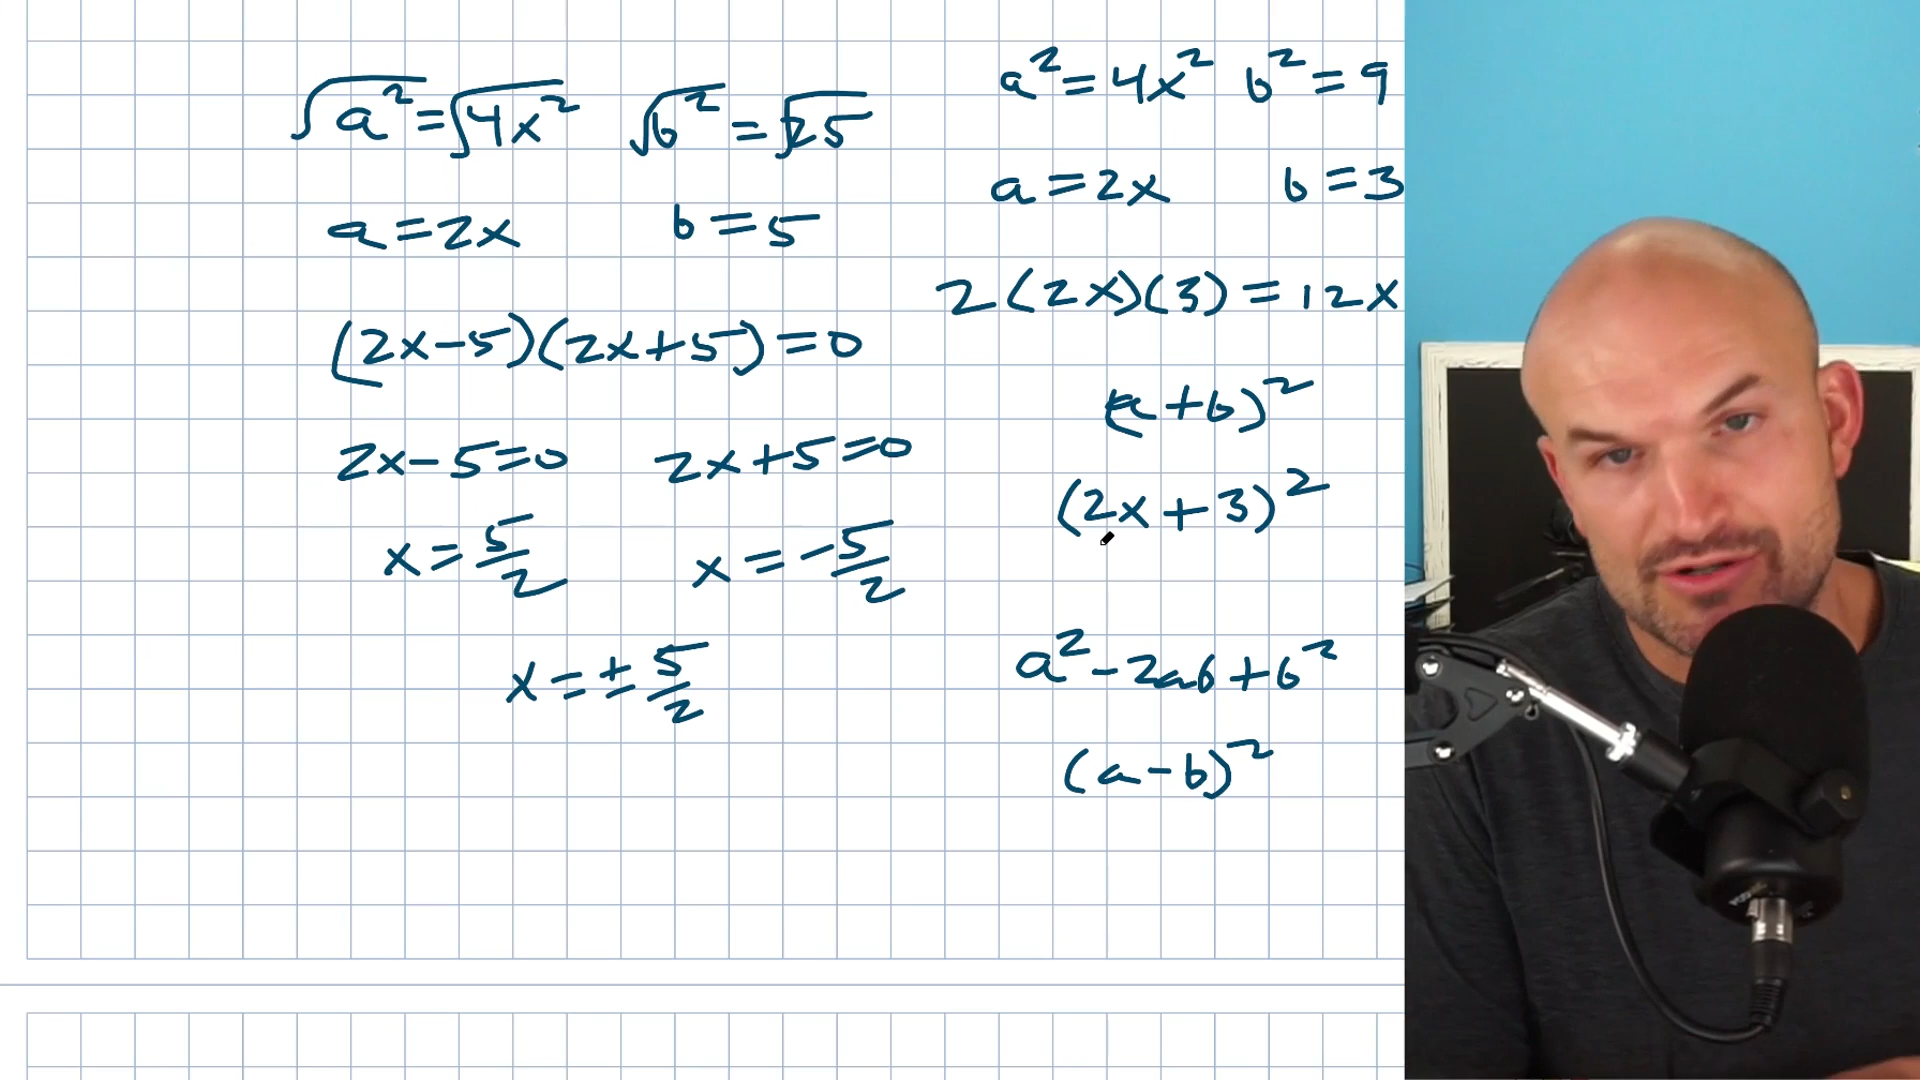 √a² = √4x² √b² = √25
a = 2x b = 5
(2x-5)(2x+5) = 0
2x-5=0 2x+5=0
x = 5/2 x = -5/2
x = ± 5/2
a² = 4x² b² = 9
a = 2x b = 3
2(2x)(3) = 12x
(a+b)²
(2x+3)²
a² - 2ab + b²
(a-b)²